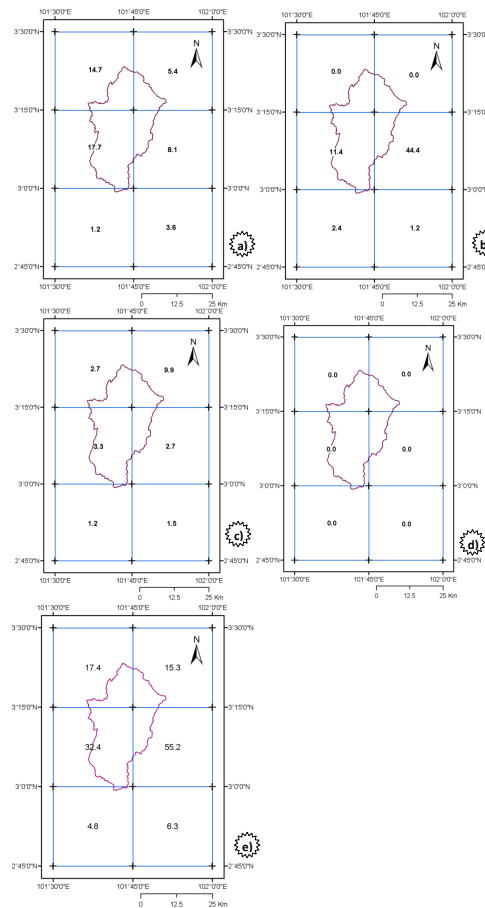 101°30'0"E 101°45'0"E 102°0'0"E
3°30'0"N 3°30'0"N
N
14.7 5.4
3°15'0"N 3°15'0"N
17.7 8.1
3°0'0"N 3°0'0"N
1.2 3.6
a)
2°45'0"N 2°45'0"N
101°30'0"E 101°45'0"E 102°0'0"E
0 12.5 25 Km
101°30'0"E 101°45'0"E 102°0'0"E
3°30'0"N 3°30'0"
N
0.0 0.0
3°15'0"N 3°15'0"N
11.4 44.4
3°0'0"N 3°0'0"N
2.4 1.2
b
2°45'0"N 2°45'0"N
101°30'0"E 101°45'0"E 102°0'0"E
0 12.5 25 Km
101°30'0"E 101°45'0"E 102°0'0"E
3°30'0"N 3°30'0"N
N
2.7 9.9
3°15'0"N 3°15'0"N
3.3 2.7
3°0'0"N 3°0'0"N
1.2 1.5
c)
2°45'0"N 2°45'0"N
101°30'0"E 101°45'0"E 102°0'0"E
0 12.5 25 Km
101°30'0"E 101°45'0"E 102°0'0"E
3°30'0"N 3°30'0"N
N
0.0 0.0
3°15'0"N 3°15'0"N
0.0 0.0
3°0'0"N 3°0'0"N
0.0 0.0
d)
2°45'0"N 2°45'0"N
101°30'0"E 101°45'0"E 102°0'0"E
0 12.5 25 Km
101°30'0"E 101°45'0"E 102°0'0"E
3°30'0"N 3°30'0"N
N
17.4 15.3
3°15'0"N 3°15'0"N
32.4 55.2
3°0'0"N 3°0'0"N
4.8 6.3
e)
2°45'0"N 2°45'0"N
101°30'0"E 101°45'0"E 102°0'0"E
0 12.5 25 Km